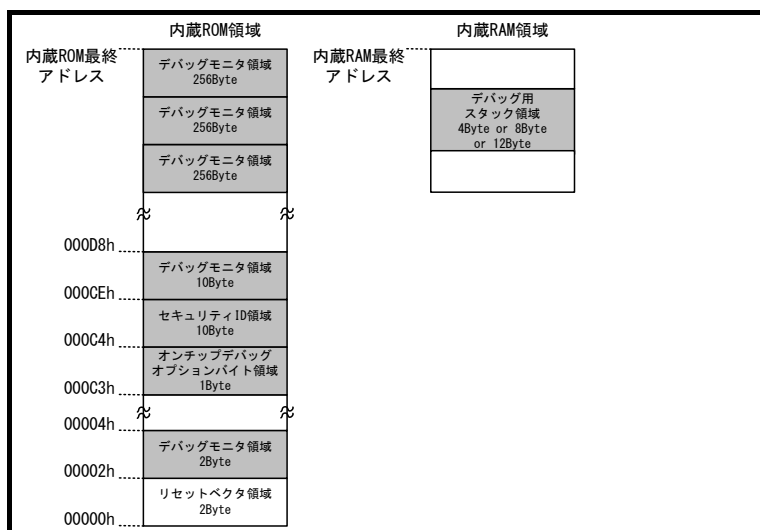 内蔵ROM領域
内蔵ROM最終
アドレス
デバッグモニタ領域
256Byte
デバッグモニタ領域
256Byte
デバッグモニタ領域
256Byte
000D8h
デバッグモニタ領域
10Byte
000CEh
セキュリティID領域
10Byte
000C4h
オンチップデバッグ
オプションバイト領域
1Byte
000C3h
00004h
デバッグモニタ領域
2Byte
00002h
リセットベクタ領域
2Byte
00000h
内蔵RAM領域
内蔵RAM最終
アドレス
デバッグ用
スタック領域
4Byte or 8Byte
or 12Byte